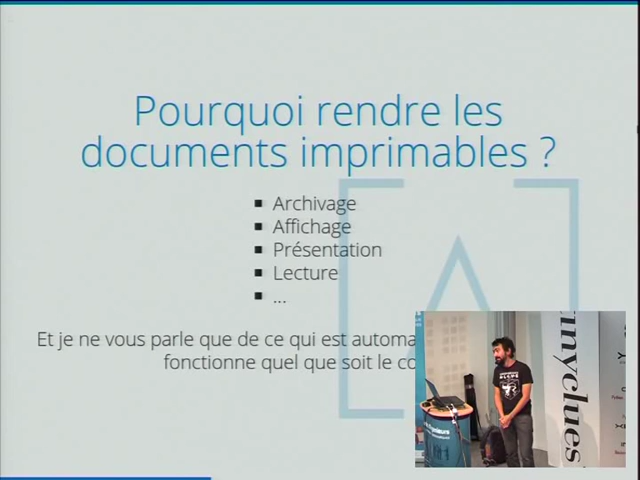 Pourquoi rendre les
documents imprimables ?
▪ Archivage
▪ Affichage
▪ Présentation
▪ Lecture
▪ ...
Et je ne vous parle que de ce qui est automa
fonctionne quel que soit le co
nyclues